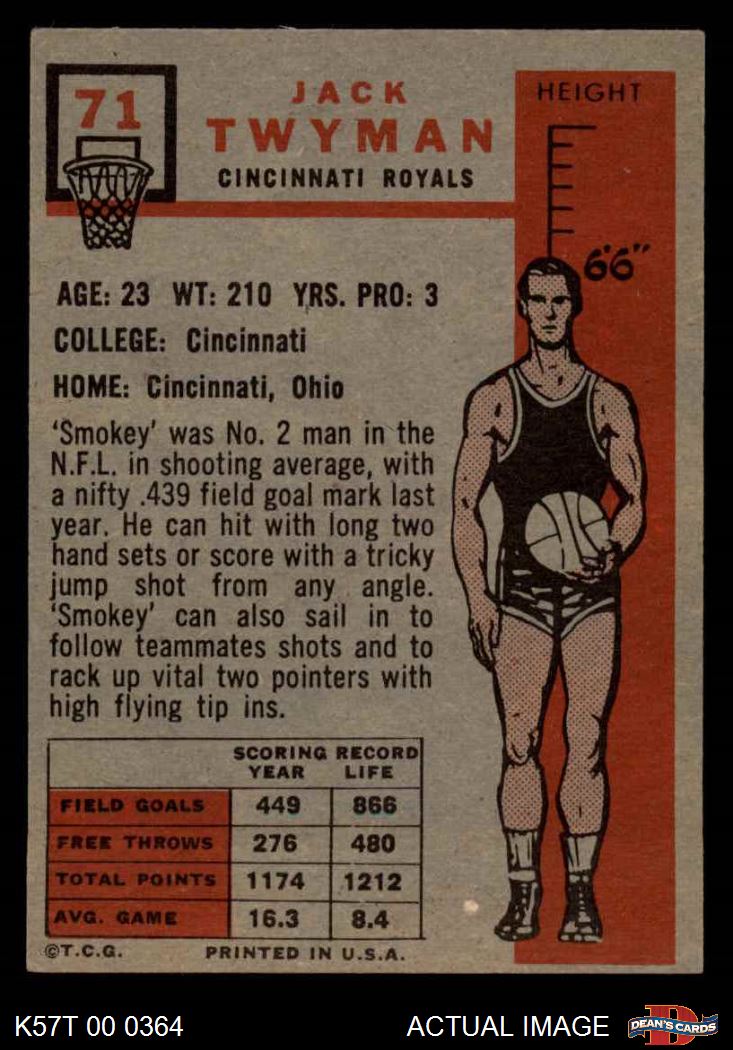 71
JACK
TWYMAN
CINCINNATI ROYALS
HEIGHT
6'6"
AGE: 23 WT: 210 YRS. PRO: 3
COLLEGE: Cincinnati
HOME: Cincinnati, Ohio
'Smokey' was No. 2 man in the
N.F.L. in shooting average, with
a nifty .439 field goal mark last
year. He can hit with long two
hand sets or score with a tricky
jump shot from any angle.
'Smokey' can also sail in to
follow teammates shots and to
rack up vital two pointers with
high flying tip ins.
SCORING RECORD
YEAR LIFE
FIELD GOALS 449 866
FREE THROWS 276 480
TOTAL POINTS 1174 1212
AVG. GAME 16.3 8.4
©T.C.G. PRINTED IN U.S.A.
K57T 00 0364 ACTUAL IMAGE D DEAN'S CARDS